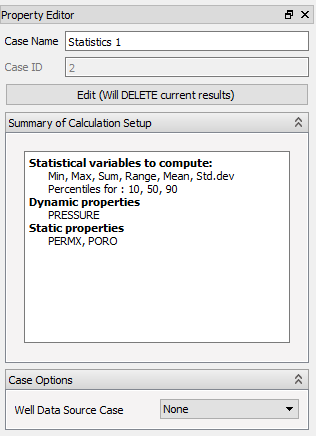 Property Editor
Case Name Statistics 1
Case ID 2
Edit (Will DELETE current results)
Summary of Calculation Setup
Statistical variables to compute:
Min, Max, Sum, Range, Mean, Std.dev
Percentiles for : 10, 50, 90
Dynamic properties
PRESSURE
Static properties
PERMX, PORO
Case Options
Well Data Source Case None